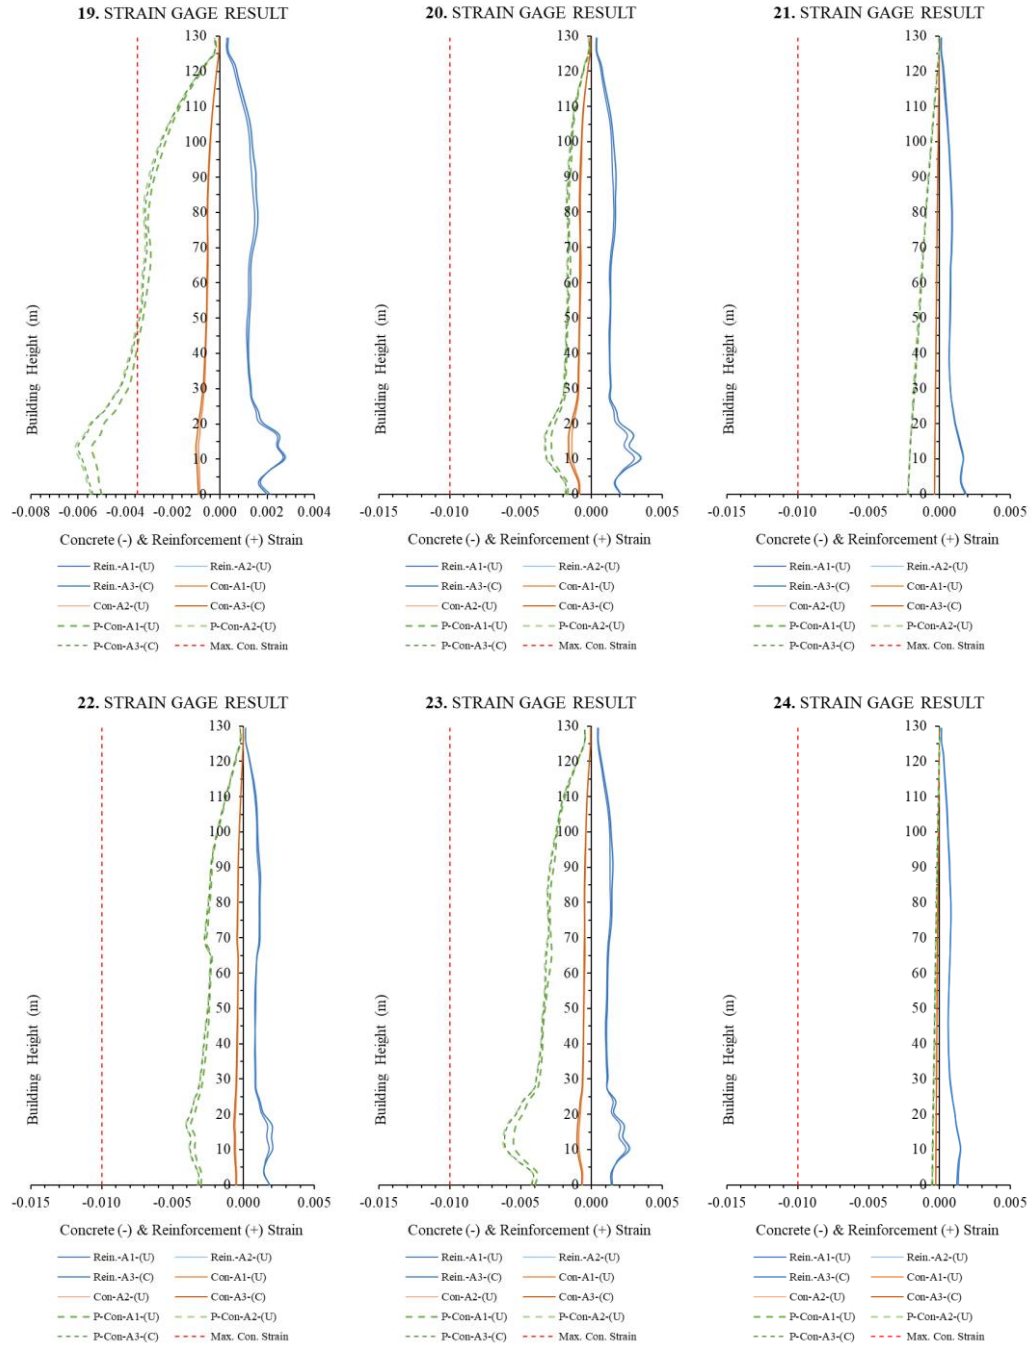 19. STRAIN GAGE RESULT
130
120
110
100
90
80
70
60
50
40
30
20
10
0
Building Height (m)
-0.008 -0.006 -0.004 -0.002 0.000 0.002 0.004
Concrete (-) & Reinforcement (+) Strain
Rein.-A1-(U) Rein.-A2-(U)
Rein.-A3-(C) Con-A1-(U)
Con-A2-(U) Con-A3-(C)
P-Con-A1-(U) P-Con-A2-(U)
P-Con-A3-(C) Max. Con. Strain
20. STRAIN GAGE RESULT
130
120
110
100
90
80
70
60
50
40
30
20
10
0
Building Height (m)
-0.015 -0.010 -0.005 0.000 0.005
Concrete (-) & Reinforcement (+) Strain
Rein.-A1-(U) Rein.-A2-(U)
Rein.-A3-(C) Con-A1-(U)
Con-A2-(U) Con-A3-(C)
P-Con-A1-(U) P-Con-A2-(U)
P-Con-A3-(C) Max. Con. Strain
21. STRAIN GAGE RESULT
130
120
110
100
90
80
70
60
50
40
30
20
10
0
Building Height (m)
-0.015 -0.010 -0.005 0.000 0.005
Concrete (-) & Reinforcement (+) Strain
Rein.-A1-(U) Rein.-A2-(U)
Rein.-A3-(C) Con-A1-(U)
Con-A2-(U) Con-A3-(C)
P-Con-A1-(U) P-Con-A2-(U)
P-Con-A3-(C) Max. Con. Strain
22. STRAIN GAGE RESULT
130
120
110
100
90
80
70
60
50
40
30
20
10
0
Building Height (m)
-0.015 -0.010 -0.005 0.000 0.005
Concrete (-) & Reinforcement (+) Strain
Rein.-A1-(U) Rein.-A2-(U)
Rein.-A3-(C) Con-A1-(U)
Con-A2-(U) Con-A3-(C)
P-Con-A1-(U) P-Con-A2-(U)
P-Con-A3-(C) Max. Con. Strain
23. STRAIN GAGE RESULT
130
120
110
100
90
80
70
60
50
40
30
20
10
0
Building Height (m)
-0.015 -0.010 -0.005 0.000 0.005
Concrete (-) & Reinforcement (+) Strain
Rein.-A1-(U) Rein.-A2-(U)
Rein.-A3-(C) Con-A1-(U)
Con-A2-(U) Con-A3-(C)
P-Con-A1-(U) P-Con-A2-(U)
P-Con-A3-(C) Max. Con. Strain
24. STRAIN GAGE RESULT
130
120
110
100
90
80
70
60
50
40
30
20
10
0
Building Height (m)
-0.015 -0.010 -0.005 0.000 0.005
Concrete (-) & Reinforcement (+) Strain
Rein.-A1-(U) Rein.-A2-(U)
Rein.-A3-(C) Con-A1-(U)
Con-A2-(U) Con-A3-(C)
P-Con-A1-(U) P-Con-A2-(U)
P-Con-A3-(C) Max. Con. Strain